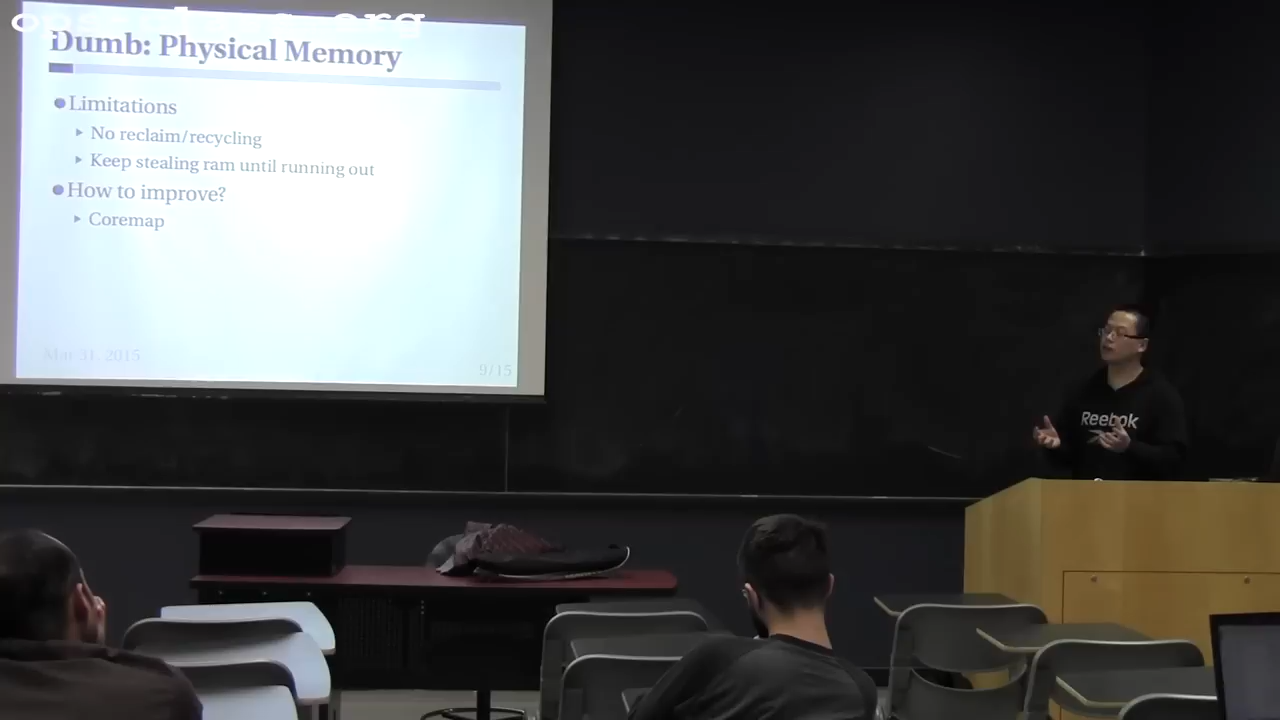 Dumb: Physical Memory
Limitations
No reclaim/recycling
Keep stealing ram until running out
How to improve?
Coremap
Mar 31, 2015
9/15
Reebok